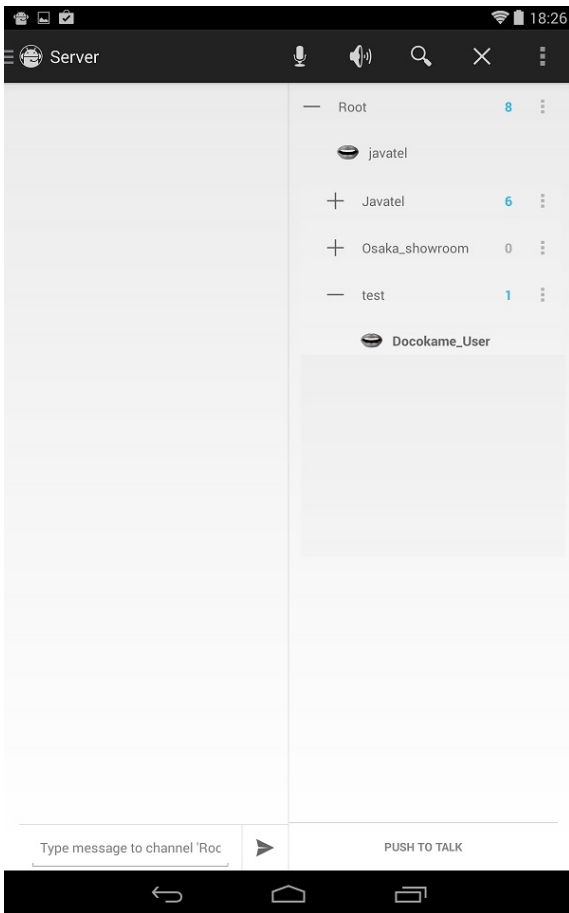 18:26
Server
Root 8
javatel
Javatel 6
Osaka_showroom 0
test 1
Docokame_User
Type message to channel 'Roc
PUSH TO TALK